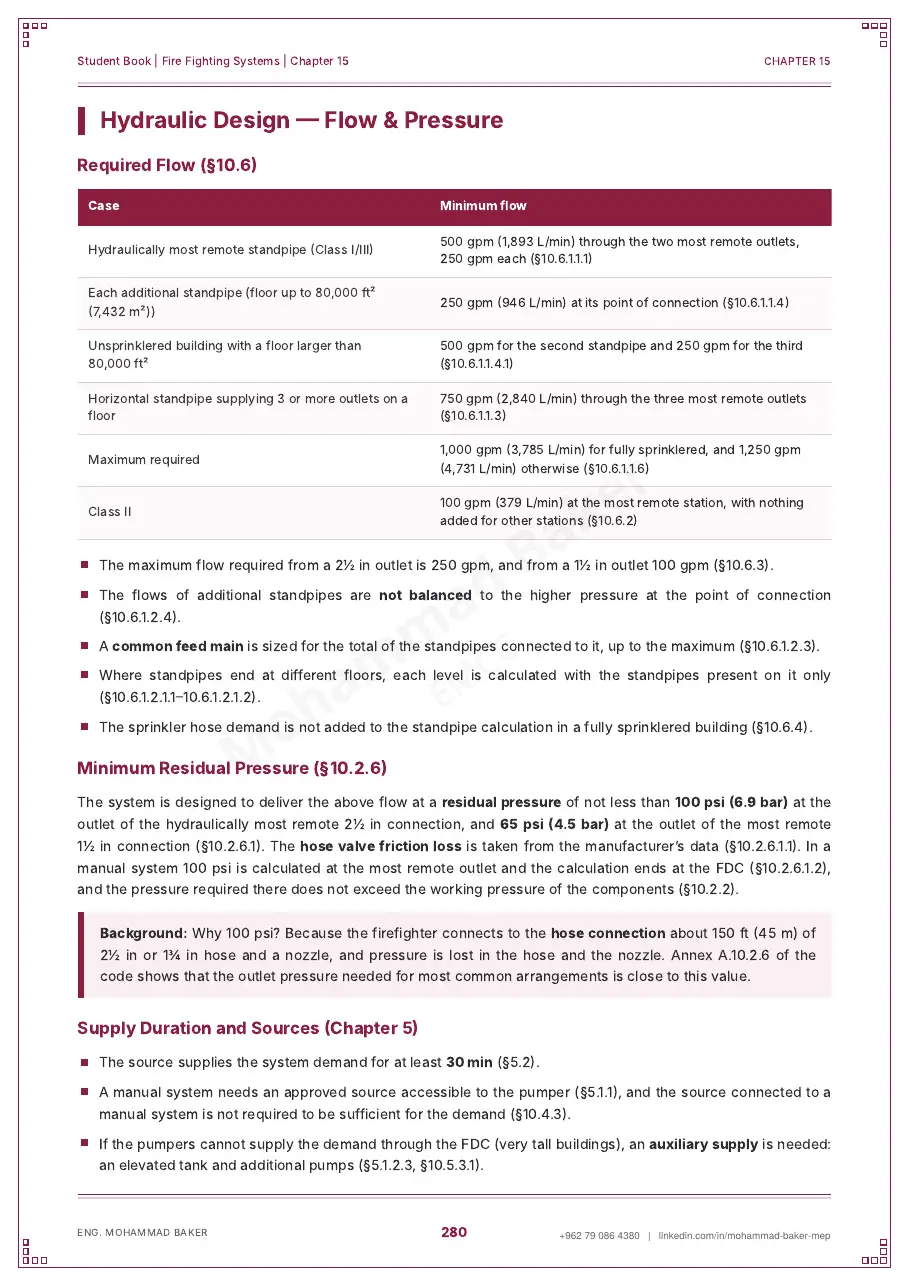 Student Book | Fire Fighting Systems | Chapter 15
CHAPTER 15
Hydraulic Design — Flow & Pressure
Required Flow (§10.6)
Case
Minimum flow
Hydraulically most remote standpipe (Class I/III)
500 gpm (1,893 L/min) through the two most remote outlets,
250 gpm each (§10.6.1.1.1)
Each additional standpipe (floor up to 80,000 ft²
(7,432 m²))
250 gpm (946 L/min) at its point of connection (§10.6.1.1.4)
Unsprinklered building with a floor larger than
80,000 ft²
500 gpm for the second standpipe and 250 gpm for the third
(§10.6.1.1.4.1)
Horizontal standpipe supplying 3 or more outlets on a
floor
750 gpm (2,840 L/min) through the three most remote outlets
(§10.6.1.1.3)
Maximum required
1,000 gpm (3,785 L/min) for fully sprinklered, and 1,250 gpm
(4,731 L/min) otherwise (§10.6.1.1.6)
Class II
100 gpm (379 L/min) at the most remote station, with nothing
added for other stations (§10.6.2)
The maximum flow required from a 2½ in outlet is 250 gpm, and from a 1½ in outlet 100 gpm (§10.6.3).
The flows of additional standpipes are not balanced to the higher pressure at the point of connection
(§10.6.1.2.4).
A common feed main is sized for the total of the standpipes connected to it, up to the maximum (§10.6.1.2.3).
Where standpipes end at different floors, each level is calculated with the standpipes present on it only
(§10.6.1.2.1.1–10.6.1.2.1.2).
The sprinkler hose demand is not added to the standpipe calculation in a fully sprinklered building (§10.6.4).
Minimum Residual Pressure (§10.2.6)
The system is designed to deliver the above flow at a residual pressure of not less than 100 psi (6.9 bar) at the
outlet of the hydraulically most remote 2½ in connection, and 65 psi (4.5 bar) at the outlet of the most remote
1½ in connection (§10.2.6.1). The hose valve friction loss is taken from the manufacturer's data (§10.2.6.1.1). In a
manual system 100 psi is calculated at the most remote outlet and the calculation ends at the FDC (§10.2.6.1.2),
and the pressure required there does not exceed the working pressure of the components (§10.2.2).
Background: Why 100 psi? Because the firefighter connects to the hose connection about 150 ft (45 m) of
2½ in or 1¾ in hose and a nozzle, and pressure is lost in the hose and the nozzle. Annex A.10.2.6 of the
code shows that the outlet pressure needed for most common arrangements is close to this value.
Supply Duration and Sources (Chapter 5)
The source supplies the system demand for at least 30 min (§5.2).
A manual system needs an approved source accessible to the pumper (§5.1.1), and the source connected to a
manual system is not required to be sufficient for the demand (§10.4.3).
If the pumpers cannot supply the demand through the FDC (very tall buildings), an auxiliary supply is needed:
an elevated tank and additional pumps (§5.1.2.3, §10.5.3.1).
Mohammad Baker
EMCC
ENG. MOHAMMAD BAKER
280
+962 79 086 4380 | linkedin.com/in/mohammad-baker-mep